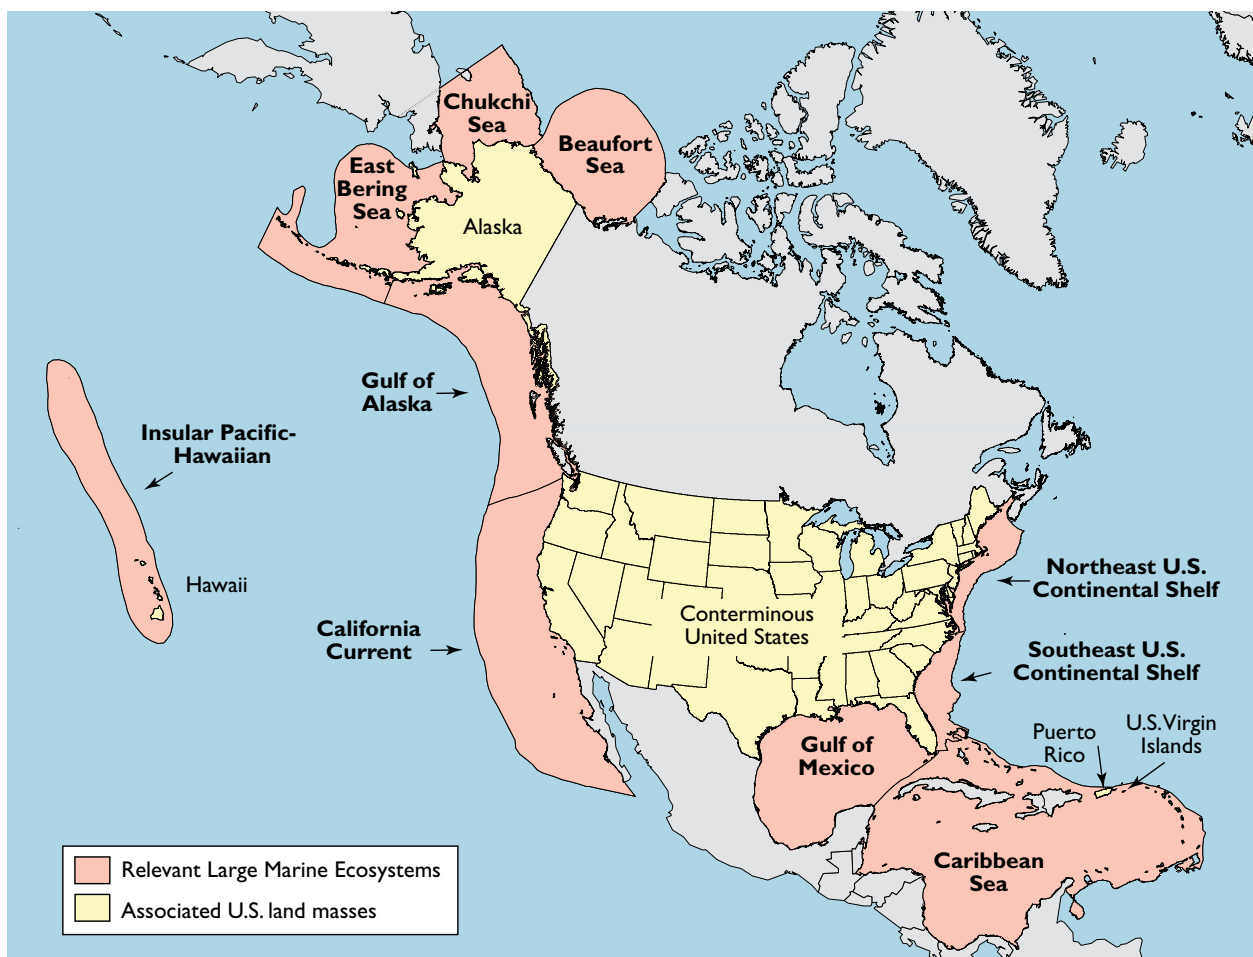 Chukchi
Sea
Beaufort
Sea
East
Bering
Sea
Alaska
Gulf of
Alaska
Insular Pacific-
Hawaiian
Hawaii
California
Current
Conterminous
United States
Northeast U.S.
Continental Shelf
Southeast U.S.
Continental Shelf
Gulf of
Mexico
Puerto
Rico
U.S. Virgin
Islands
Caribbean
Sea
Relevant Large Marine Ecosystems
Associated U.S. land masses